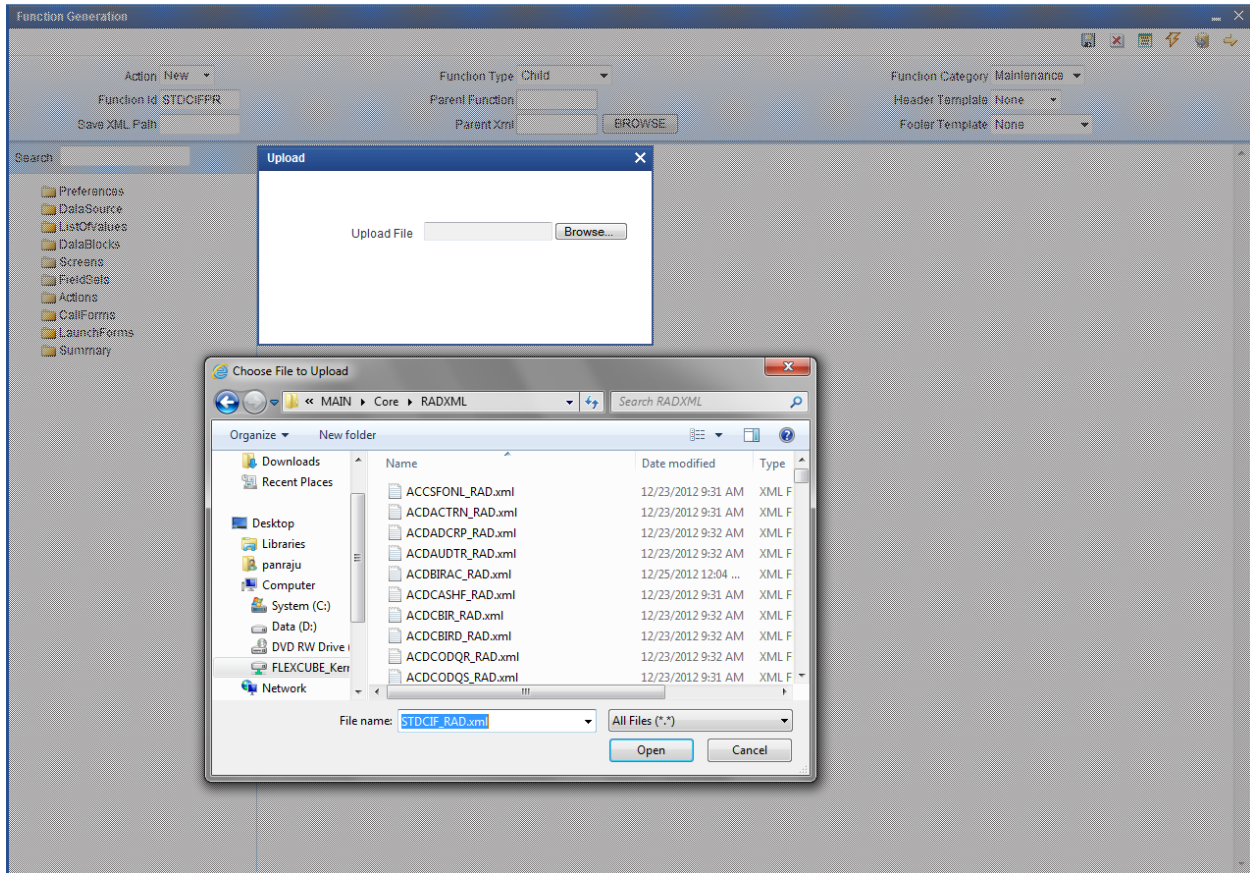 Function Generation
Action New Function Type Child Function Category Maintenance
Function Id STDCIFPR Parent Function Header Template None
Save XML Path Parent Xml BROWSE Footer Template None
Search
Preferences
DataSource
ListOfValues
DataBlocks
Screens
FieldSets
Actions
CallForms
LaunchForms
Summary
Upload
Upload File Browse...
Choose File to Upload
« MAIN Core RADXML Search RADXML
Organize New folder
Downloads
Recent Places
Desktop
Libraries
panraju
Computer
System (C:)
Data (D:)
DVD RW Drive (
FLEXCUBE_Kerr
Network
Name Date modified Type
ACCSFONL_RAD.xml 12/23/2012 9:31 AM XML F
ACDACTRN_RAD.xml 12/23/2012 9:31 AM XML F
ACDADCRP_RAD.xml 12/23/2012 9:32 AM XML F
ACDAUDTR_RAD.xml 12/23/2012 9:32 AM XML F
ACDBIRAC_RAD.xml 12/25/2012 12:04 ... XML F
ACDCASHF_RAD.xml 12/23/2012 9:31 AM XML F
ACDCBIR_RAD.xml 12/23/2012 9:32 AM XML F
ACDCBIRD_RAD.xml 12/23/2012 9:32 AM XML F
ACDCODQR_RAD.xml 12/23/2012 9:32 AM XML F
ACDCODQS_RAD.xml 12/23/2012 9:31 AM XML F
File name: STDCIF_RAD.xml All Files (*.*)
Open Cancel